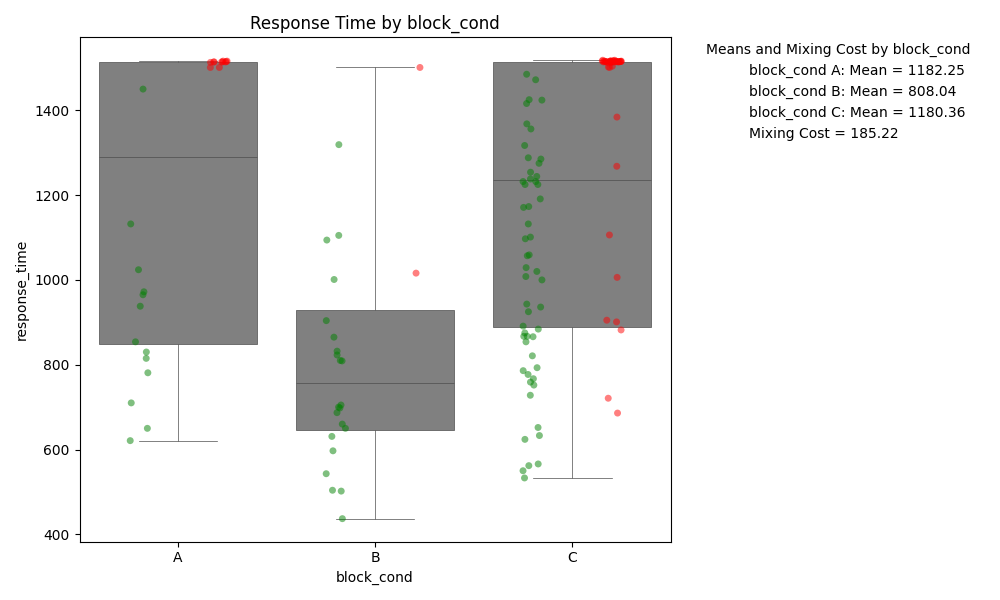 Response Time by block_cond
Means and Mixing Cost by block_cond
block_cond A: Mean = 1182.25
block_cond B: Mean = 808.04
block_cond C: Mean = 1180.36
Mixing Cost = 185.22
response_time
1400
1200
1000
800
600
400
A B C
block_cond